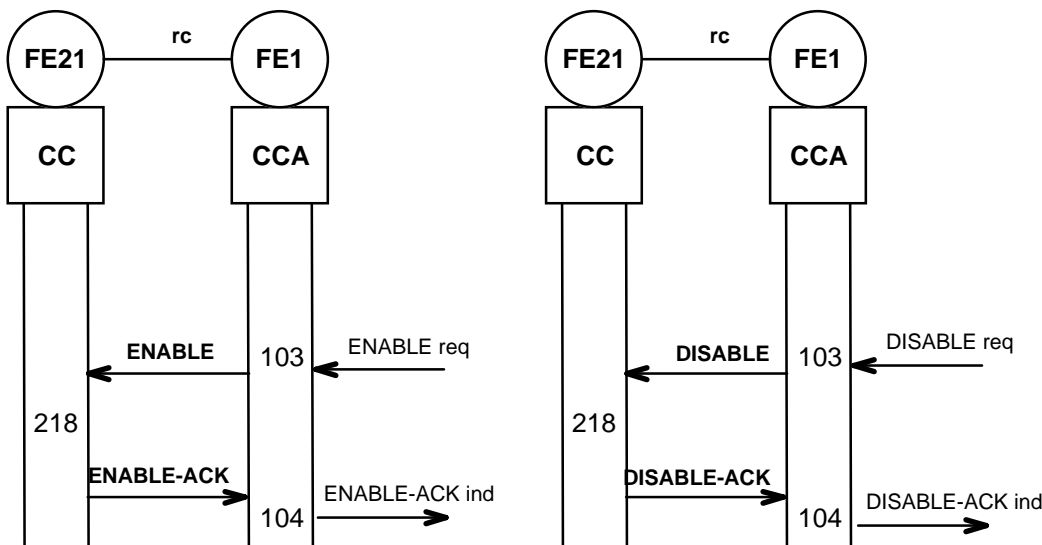 FE21 rc FE1
CC CCA
ENABLE 103 ENABLE req
218
ENABLE-ACK
104 ENABLE-ACK ind
FE21 rc FE1
CC CCA
DISABLE 103 DISABLE req
218
DISABLE-ACK
104 DISABLE-ACK ind